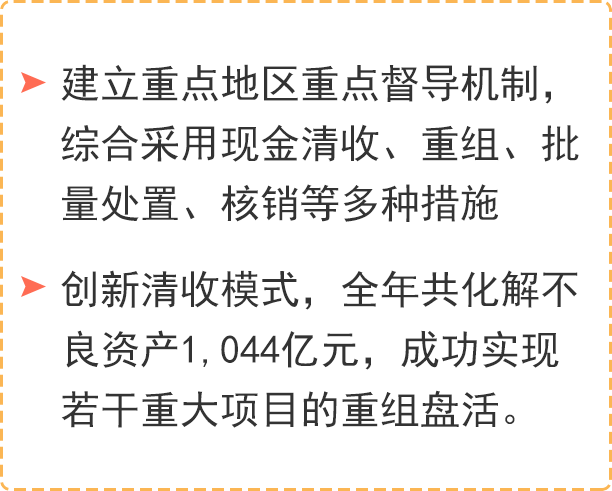 建立重点地区重点督导机制，
综合采用现金清收、重组、批
量处置、核销等多种措施
创新清收模式，全年共化解不
良资产1,044亿元，成功实现
若干重大项目的重组盘活。